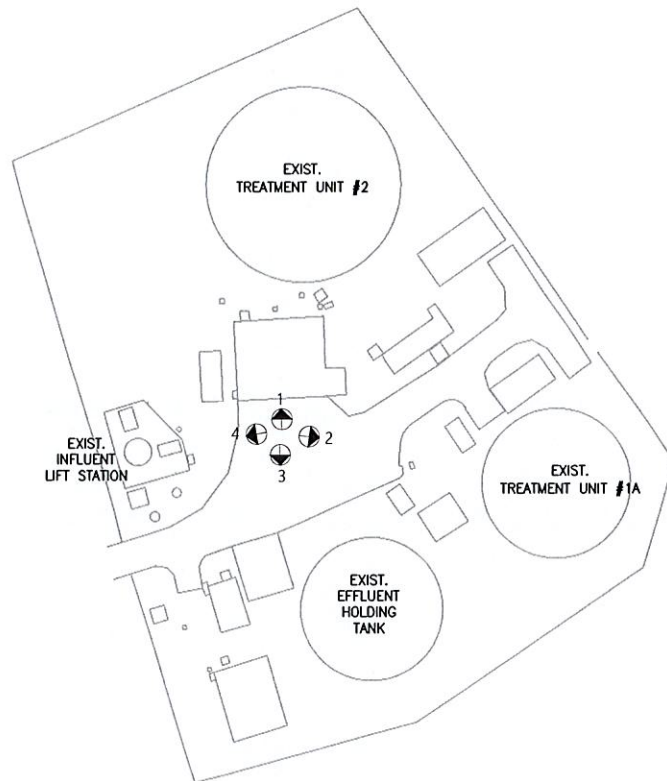 EXIST.
TREATMENT UNIT #2
1
4
2
3
EXIST.
INFLUENT
LIFT STATION
EXIST.
TREATMENT UNIT #1A
EXIST.
EFFLUENT
HOLDING
TANK